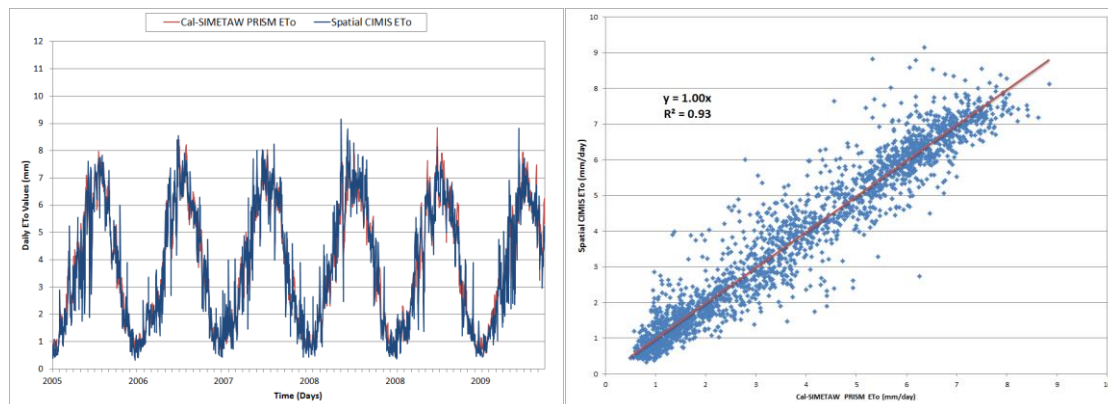 Cal-SIMETAW PRISM ETo Spatial CIMIS ETo
12
11
10
9
8
7
6
5
4
3
2
1
0
Daily ETo Values (mm)
2005 2006 2007 2008 2008 2009
Time (Days)
10
9
8
7
6
5
4
3
2
1
0
Spatial CIMIS ETo (mm/day)
y = 1.00x
R² = 0.93
0 1 2 3 4 5 6 7 8 9 10
Cal-SIMETAW PRISM ETo (mm/day)